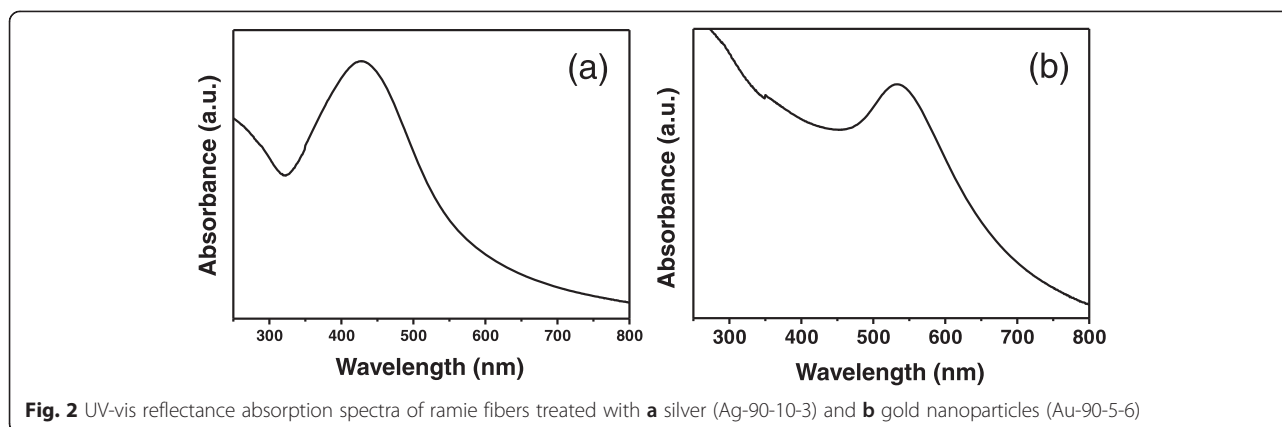 (a)
Absorbance (a.u.)
300 400 500 600 700 800
Wavelength (nm)
(b)
Absorbance (a.u.)
300 400 500 600 700 800
Wavelength (nm)
Fig. 2 UV-vis reflectance absorption spectra of ramie fibers treated with a silver (Ag-90-10-3) and b gold nanoparticles (Au-90-5-6)